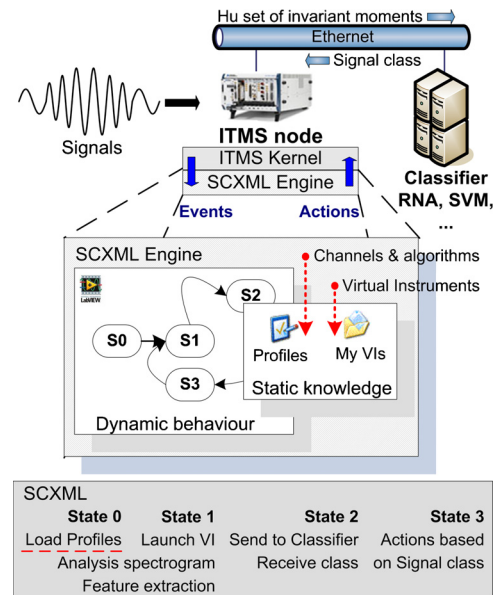 Hu set of invariant moments
Ethernet
Signal class
Signals
ITMS node
ITMS Kernel
SCXML Engine
Classifier
RNA, SVM,
...
Events
Actions
SCXML Engine
Channels & algorithms
Virtual Instruments
LabVIEW
S0
S1
S2
S3
Profiles
My VIs
Static knowledge
Dynamic behaviour
SCXML
State 0 State 1 State 2 State 3
Load Profiles Launch VI Send to Classifier Actions based
Analysis spectrogram Receive class on Signal class
Feature extraction